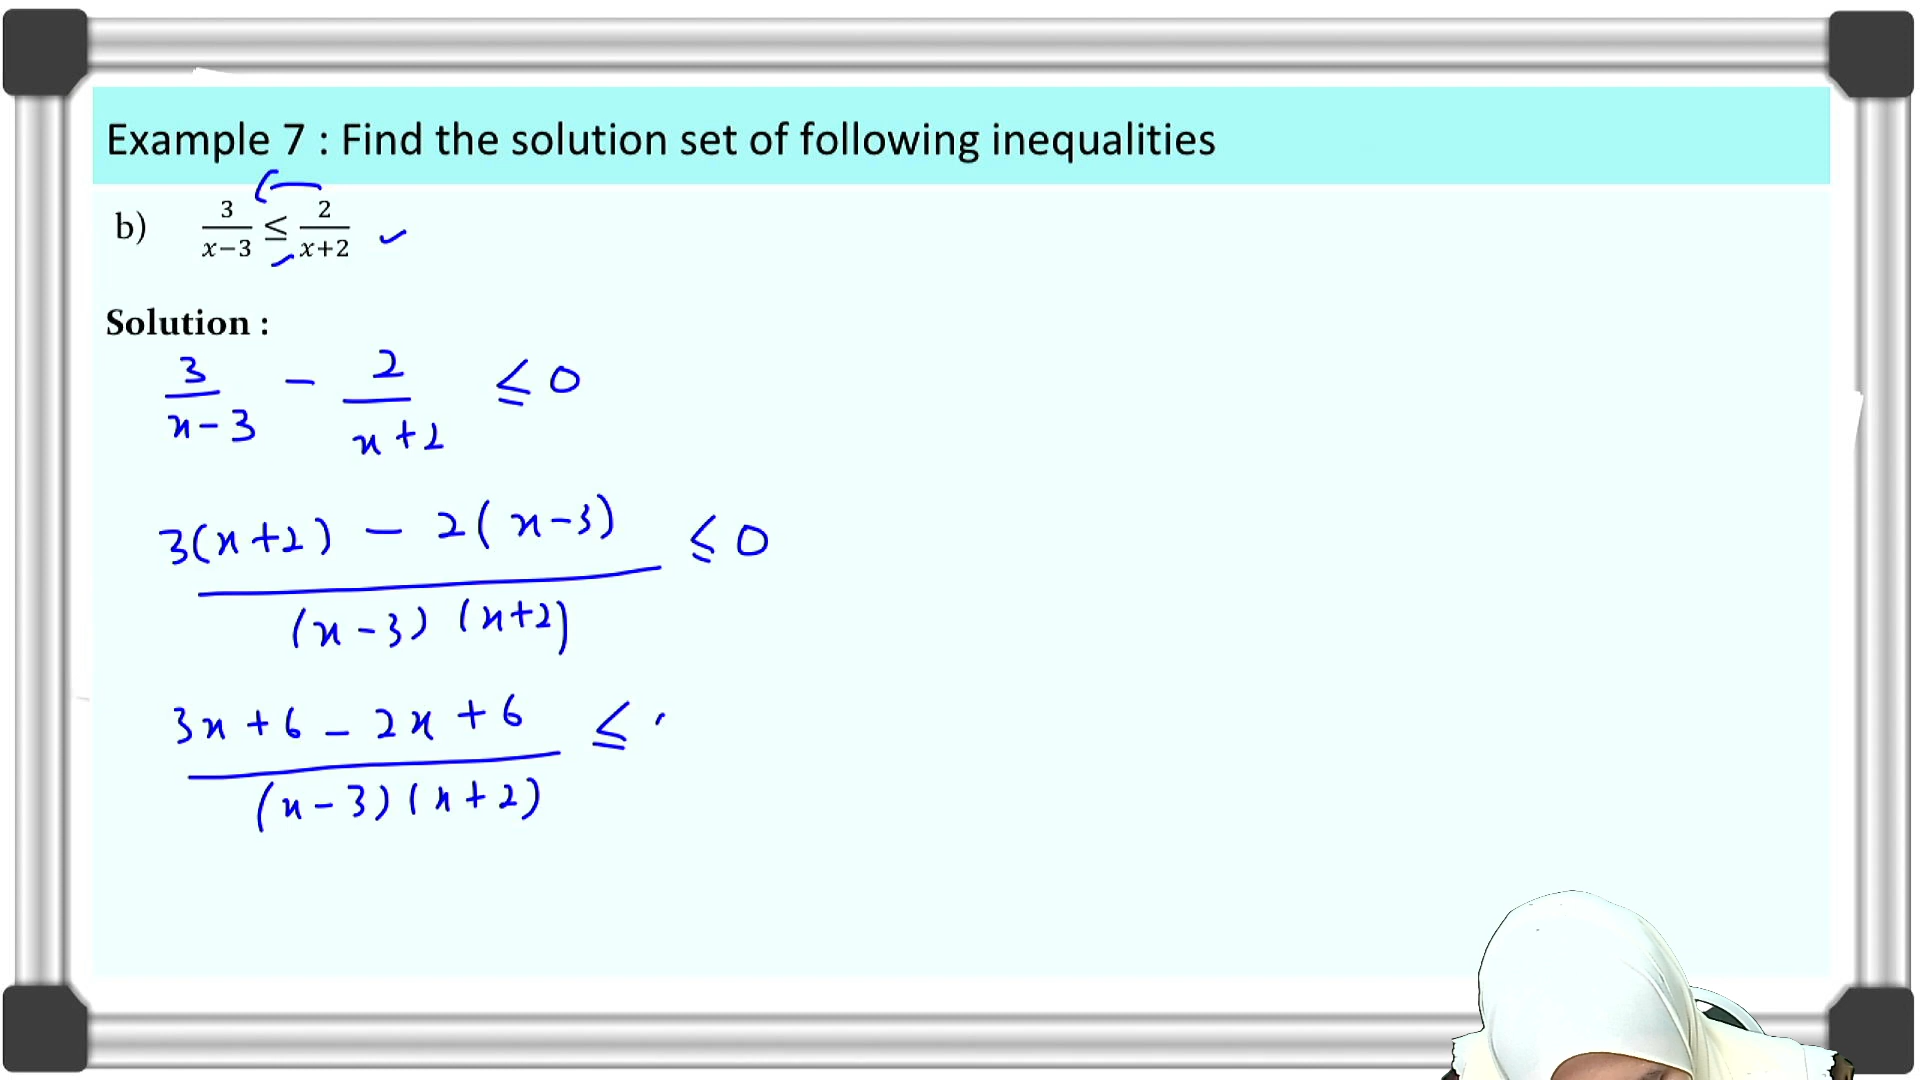 Example 7 : Find the solution set of following inequalities
b) 3/(x−3) ≤ 2/(x+2)
Solution :
3/(x−3) − 2/(x+2) ≤ 0
(3(x+2) − 2(x−3))/((x−3)(x+2)) ≤ 0
(3x+6−2x+6)/((x−3)(x+2)) ≤